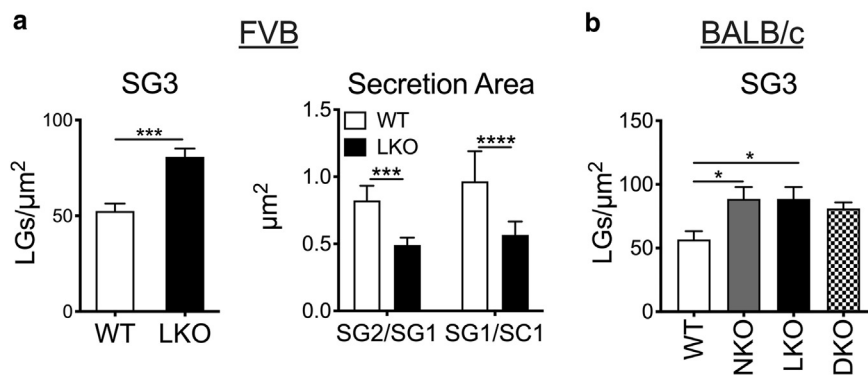 a
FVB
SG3
LGs/μm²
100
50
0
***
WT
LKO
Secretion Area
μm²
1.5
1.0
0.5
0.0
WT
LKO
***
****
SG2/SG1
SG1/SC1
b
BALB/c
SG3
LGs/μm²
150
100
50
0
*
*
WT
NKO
LKO
DKO